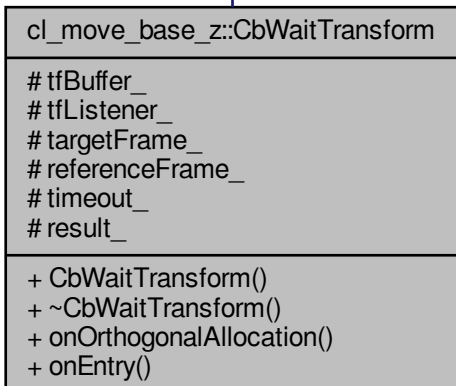 cl_move_base_z::CbWaitTransform
# tfBuffer_
# tfListener_
# targetFrame_
# referenceFrame_
# timeout_
# result_
+ CbWaitTransform()
+ ~CbWaitTransform()
+ onOrthogonalAllocation()
+ onEntry()